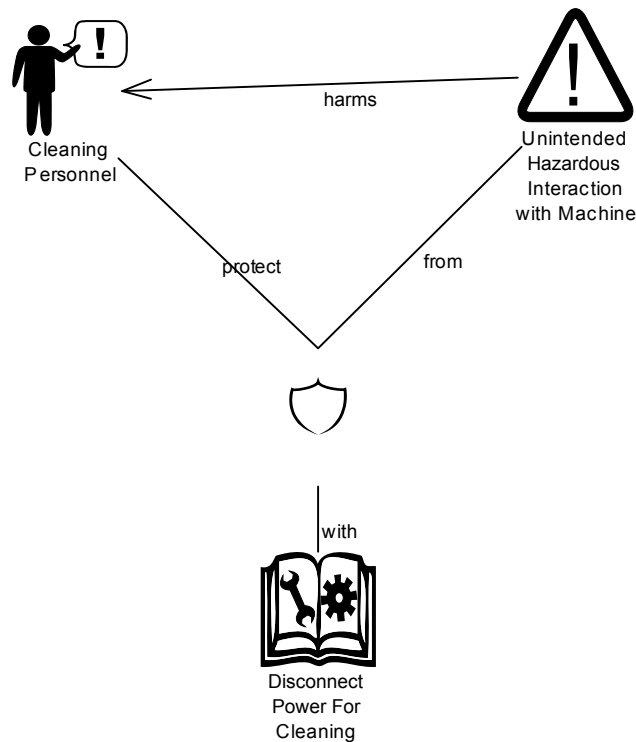 !
!
harms
Cleaning
Personnel
Unintended
Hazardous
Interaction
with Machine
protect
from
with
Disconnect
Power For
Cleaning